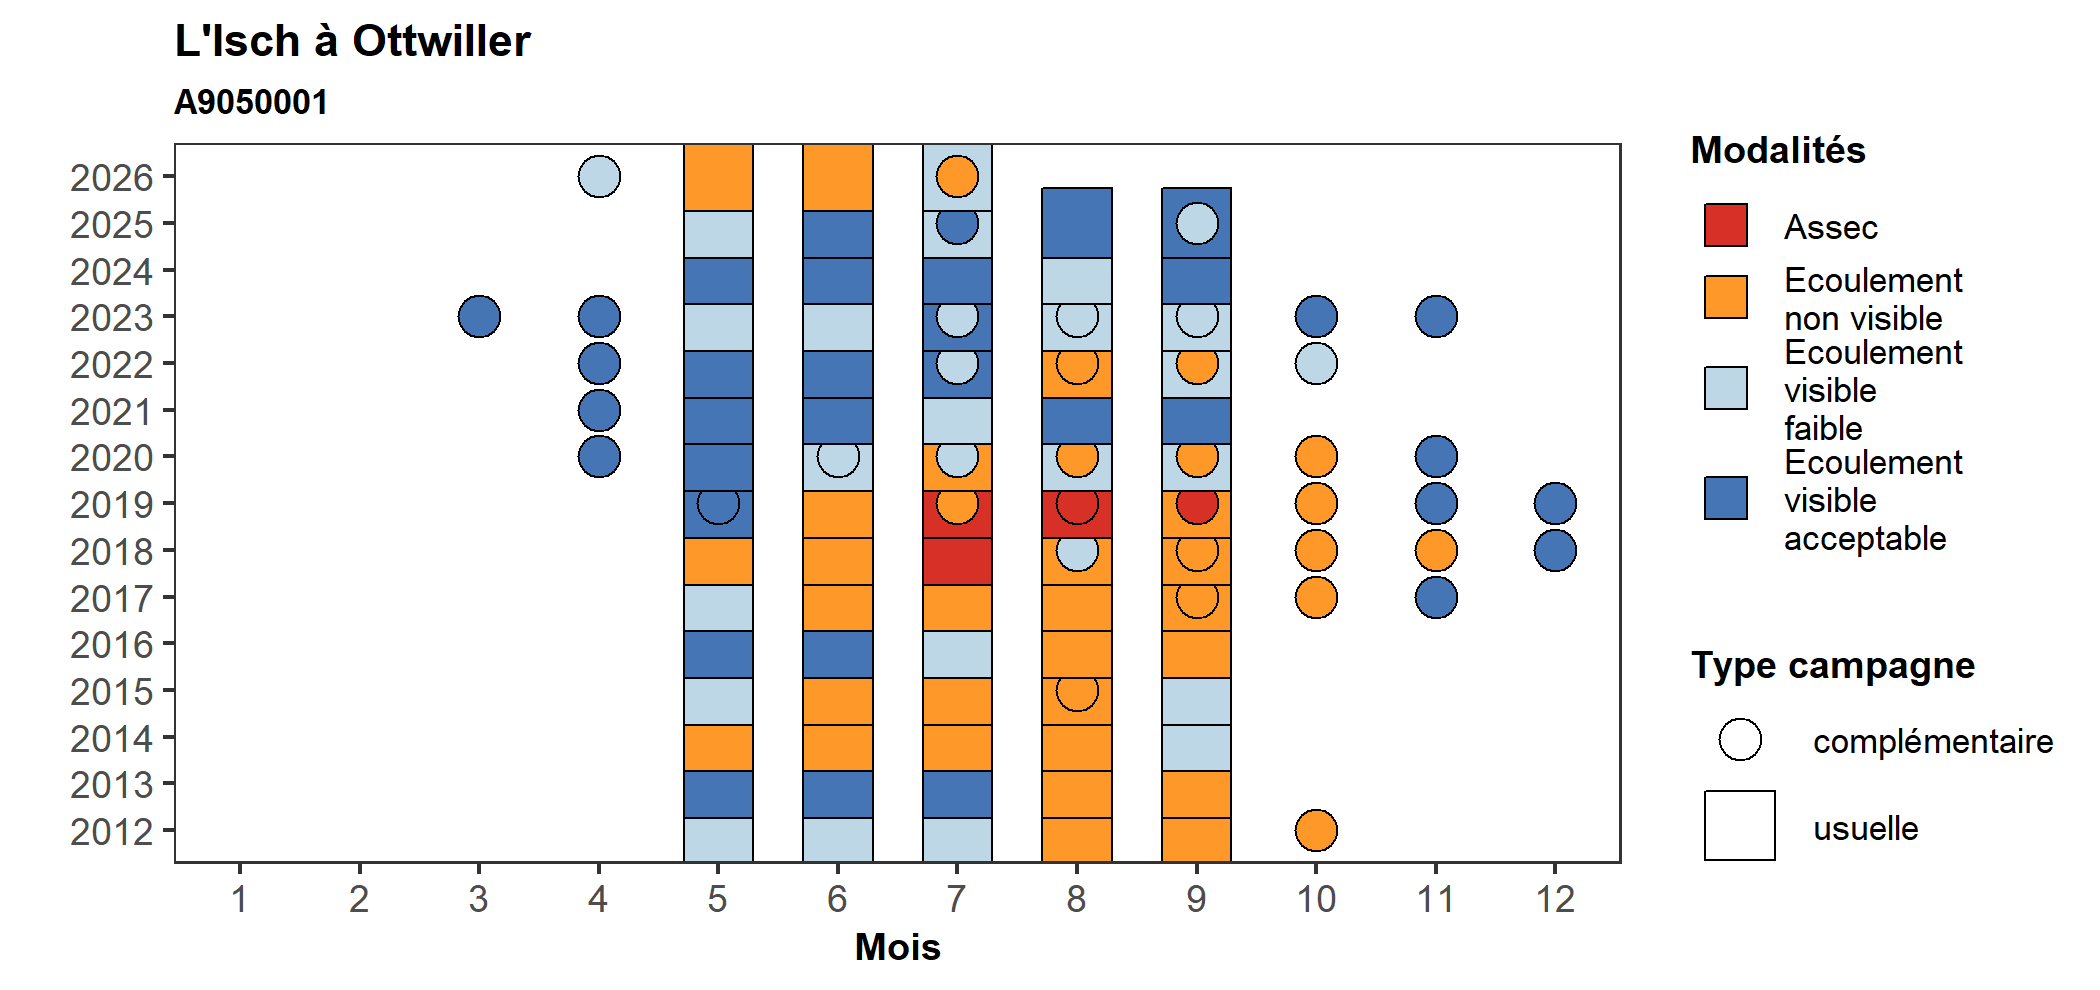 L'Isch à Ottwiller
A9050001
2026
2025
2024
2023
2022
2021
2020
2019
2018
2017
2016
2015
2014
2013
2012
1 2 3 4 5 6 7 8 9 10 11 12
Mois
Modalités
Assec
Ecoulement
non visible
Ecoulement
visible
faible
Ecoulement
visible
acceptable
Type campagne
complémentaire
usuelle